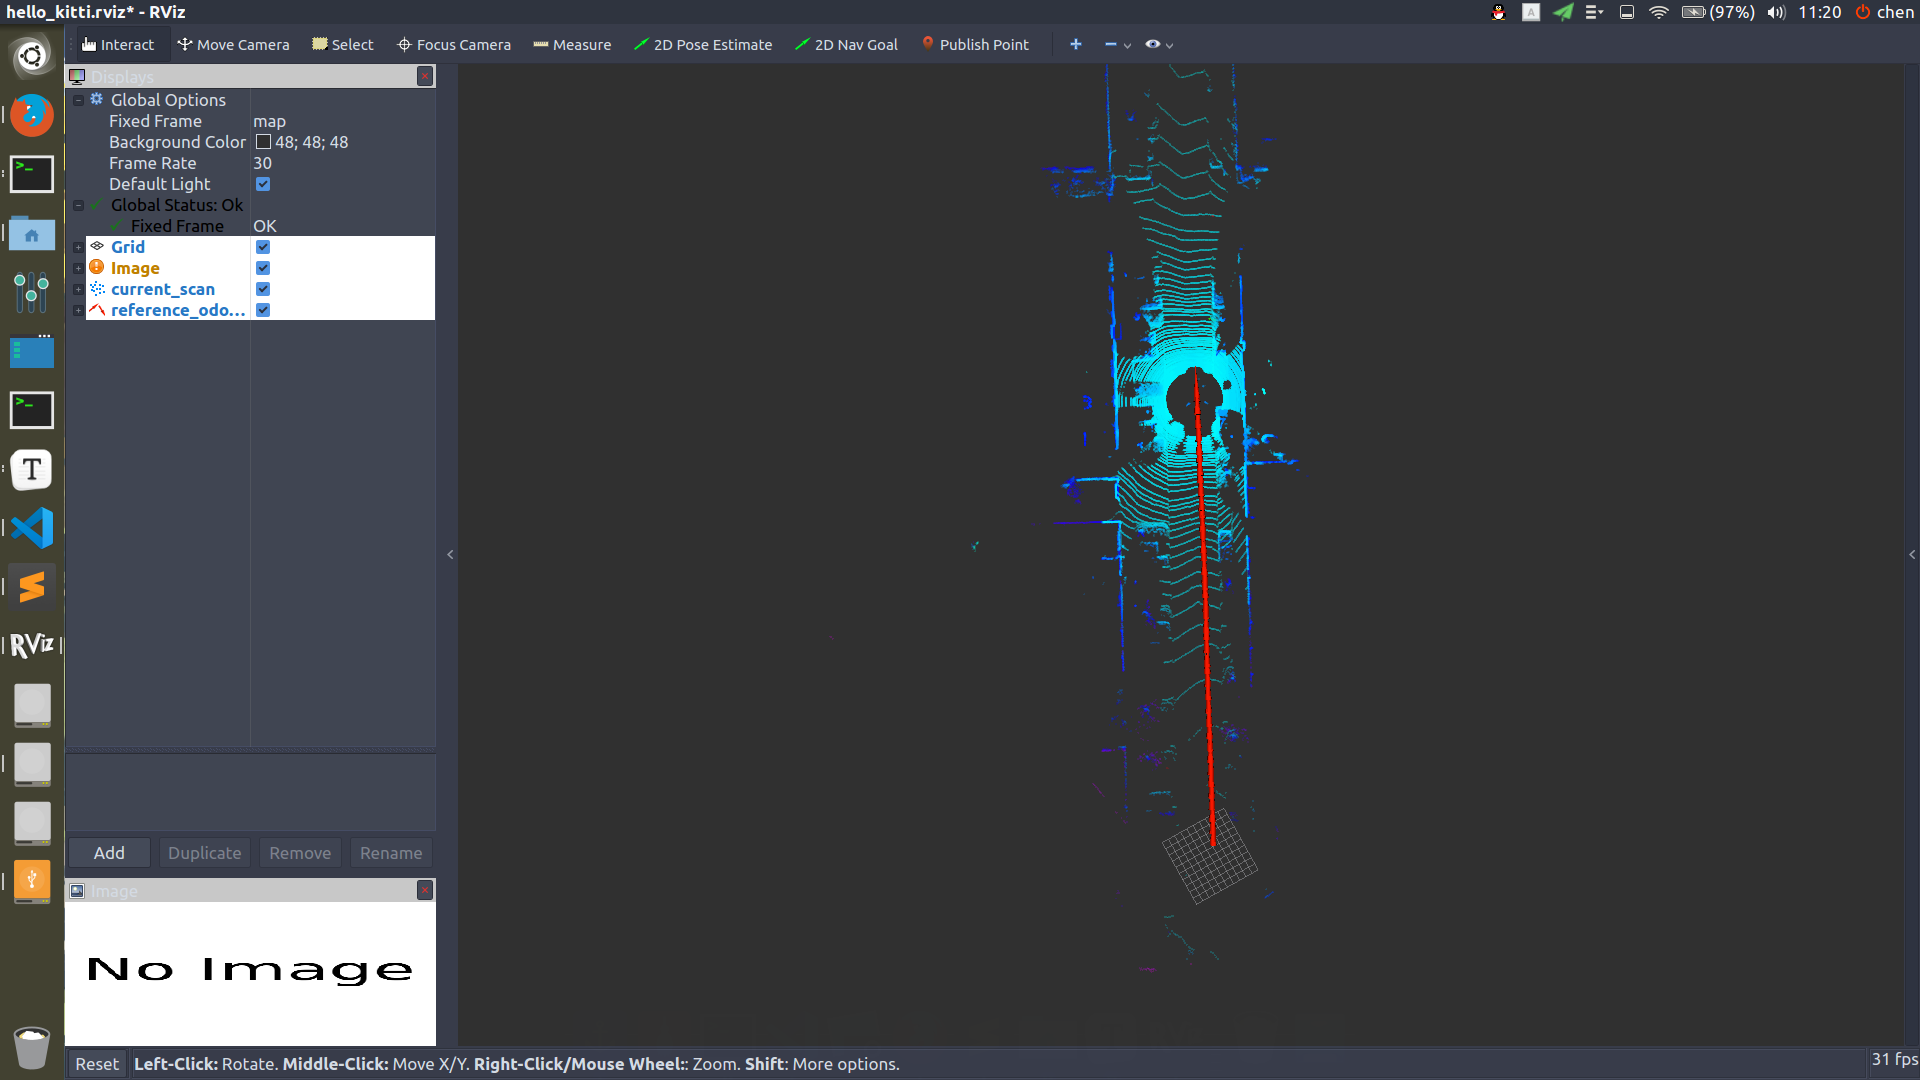 hello_kitti.rviz* - RViz
A
(97%) 11:20 chen
Interact Move Camera Select Focus Camera Measure 2D Pose Estimate 2D Nav Goal Publish Point
Displays
Global Options
Fixed Frame map
Background Color 48; 48; 48
Frame Rate 30
Default Light
Global Status: Ok
Fixed Frame OK
Grid
Image
current_scan
reference_odo...
T
RViz
Add Duplicate Remove Rename
Image
No Image
Reset Left-Click: Rotate. Middle-Click: Move X/Y. Right-Click/Mouse Wheel:: Zoom. Shift: More options.
31 fps